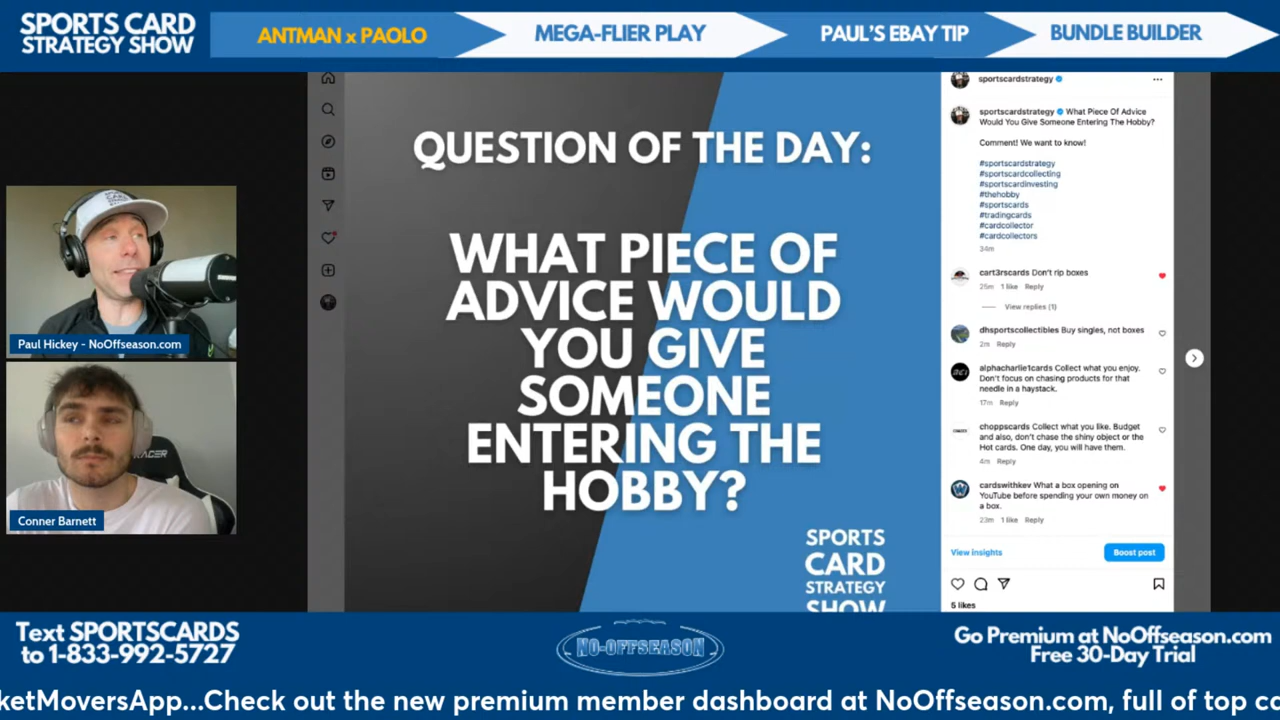 SPORTS CARD
STRATEGY SHOW
ANTMAN x PAOLO
MEGA-FLIER PLAY
PAUL'S EBAY TIP
BUNDLE BUILDER
Paul Hickey - NoOffseason.com
RACER
Conner Barnett
QUESTION OF THE DAY:
WHAT PIECE OF
ADVICE WOULD
YOU GIVE
SOMEONE
ENTERING THE
HOBBY?
SPORTS
CARD
STRATEGY
SHOW
sportscardstrategy
sportscardstrategy What Piece Of Advice
Would You Give Someone Entering The Hobby?
Comment! We want to know!
#sportscardstrategy
#sportscardcollecting
#sportscardinvesting
#thehobby
#sportscards
#tradingcards
#cardcollector
#cardcollectors
34m
cart3rscards Don't rip boxes
25m 1 like Reply
View replies (1)
dhsportscollectibles Buy singles, not boxes
2m Reply
alphacharlie1cards Collect what you enjoy.
Don't focus on chasing products for that
needle in a haystack.
17m Reply
choppscards Collect what you like. Budget
and also, don't chase the shiny object or the
Hot cards. One day, you will have them.
4m Reply
cardswithkev What a box opening on
YouTube before spending your own money on
a box.
23m 1 like Reply
View insights
Boost post
5 likes
Text SPORTSCARDS
to 1-833-992-5727
NO-OFFSEASON
Go Premium at NoOffseason.com
Free 30-Day Trial
ketMoversApp...Check out the new premium member dashboard at NoOffseason.com, full of top co